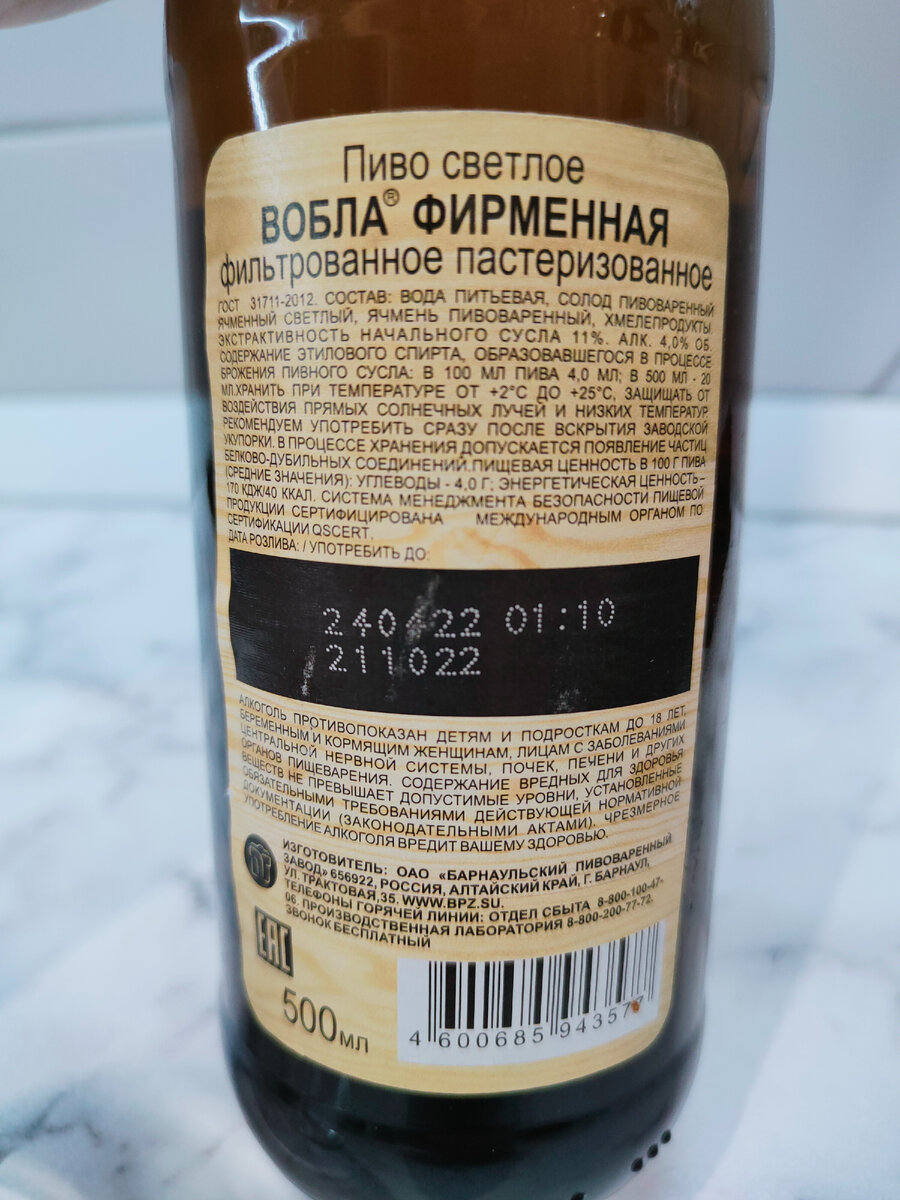 Пиво светлое
ВОБЛА® ФИРМЕННАЯ
фильтрованное пастеризованное
ГОСТ 31711-2012. СОСТАВ: ВОДА ПИТЬЕВАЯ, СОЛОД ПИВОВАРЕННЫЙ
ЯЧМЕННЫЙ СВЕТЛЫЙ, ЯЧМЕНЬ ПИВОВАРЕННЫЙ, ХМЕЛЕПРОДУКТЫ.
ЭКСТРАКТИВНОСТЬ НАЧАЛЬНОГО СУСЛА 11%. АЛК. 4,0% ОБ.
СОДЕРЖАНИЕ ЭТИЛОВОГО СПИРТА, ОБРАЗОВАВШЕГОСЯ В ПРОЦЕССЕ
БРОЖЕНИЯ ПИВНОГО СУСЛА: В 100 МЛ ПИВА 4,0 МЛ; В 500 МЛ - 20
МЛ.ХРАНИТЬ ПРИ ТЕМПЕРАТУРЕ ОТ +2°С ДО +25°С, ЗАЩИЩАТЬ ОТ
ВОЗДЕЙСТВИЯ ПРЯМЫХ СОЛНЕЧНЫХ ЛУЧЕЙ И НИЗКИХ ТЕМПЕРАТУР.
РЕКОМЕНДУЕМ УПОТРЕБИТЬ СРАЗУ ПОСЛЕ ВСКРЫТИЯ ЗАВОДСКОЙ
УКУПОРКИ. В ПРОЦЕССЕ ХРАНЕНИЯ ДОПУСКАЕТСЯ ПОЯВЛЕНИЕ ЧАСТИЦ
БЕЛКОВО-ДУБИЛЬНЫХ СОЕДИНЕНИЙ.ПИЩЕВАЯ ЦЕННОСТЬ В 100 Г ПИВА
(СРЕДНИЕ ЗНАЧЕНИЯ): УГЛЕВОДЫ - 4,0 Г; ЭНЕРГЕТИЧЕСКАЯ ЦЕННОСТЬ –
170 КДЖ/40 ККАЛ. СИСТЕМА МЕНЕДЖМЕНТА БЕЗОПАСНОСТИ ПИЩЕВОЙ
ПРОДУКЦИИ СЕРТИФИЦИРОВАНА МЕЖДУНАРОДНЫМ ОРГАНОМ ПО
СЕРТИФИКАЦИИ QSCERT.
ДАТА РОЗЛИВА: / УПОТРЕБИТЬ ДО:
01:10
211022
АЛКОГОЛЬ ПРОТИВОПОКАЗАН ДЕТЯМ И ПОДРОСТКАМ ДО 18 ЛЕТ,
БЕРЕМЕННЫМ И КОРМЯЩИМ ЖЕНЩИНАМ, ЛИЦАМ С ЗАБОЛЕВАНИЯМИ
ЦЕНТРАЛЬНОЙ НЕРВНОЙ СИСТЕМЫ, ПОЧЕК, ПЕЧЕНИ И ДРУГИХ
ОРГАНОВ ПИЩЕВАРЕНИЯ. СОДЕРЖАНИЕ ВРЕДНЫХ ДЛЯ ЗДОРОВЬЯ
ВЕЩЕСТВ НЕ ПРЕВЫШАЕТ ДОПУСТИМЫЕ УРОВНИ, УСТАНОВЛЕННЫЕ
ОБЯЗАТЕЛЬНЫМИ ТРЕБОВАНИЯМИ ДЕЙСТВУЮЩЕЙ НОРМАТИВНОЙ
ДОКУМЕНТАЦИИ (ЗАКОНОДАТЕЛЬНЫМИ АКТАМИ). ЧРЕЗМЕРНОЕ
УПОТРЕБЛЕНИЕ АЛКОГОЛЯ ВРЕДИТ ВАШЕМУ ЗДОРОВЬЮ.
ИЗГОТОВИТЕЛЬ: ОАО «БАРНАУЛЬСКИЙ ПИВОВАРЕННЫЙ
ЗАВОД» 656922, РОССИЯ, АЛТАЙСКИЙ КРАЙ, Г. БАРНАУЛ,
УЛ. ТРАКТОВАЯ,35. WWW.BPZ.SU.
ТЕЛЕФОНЫ ГОРЯЧЕЙ ЛИНИИ: ОТДЕЛ СБЫТА 8-800-100-47-
06. ПРОИЗВОДСТВЕННАЯ ЛАБОРАТОРИЯ 8-800-200-77-72.
ЗВОНОК БЕСПЛАТНЫЙ
ЕАС
500мл
4 600685 943577